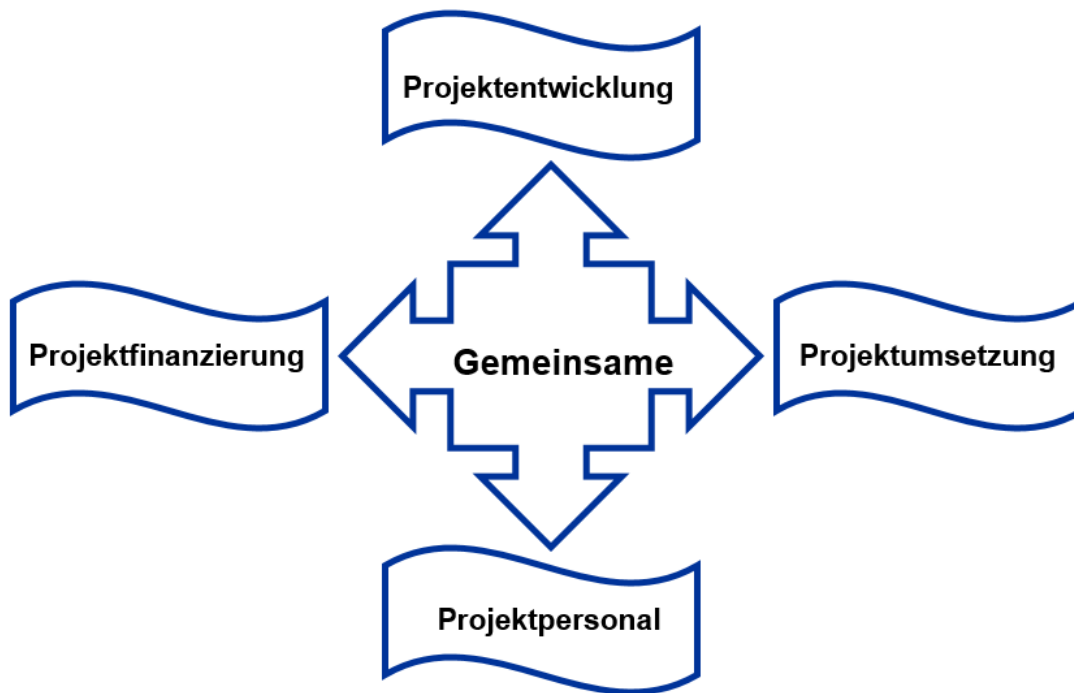 Projektentwicklung
Projektfinanzierung
Gemeinsame
Projektumsetzung
Projektpersonal